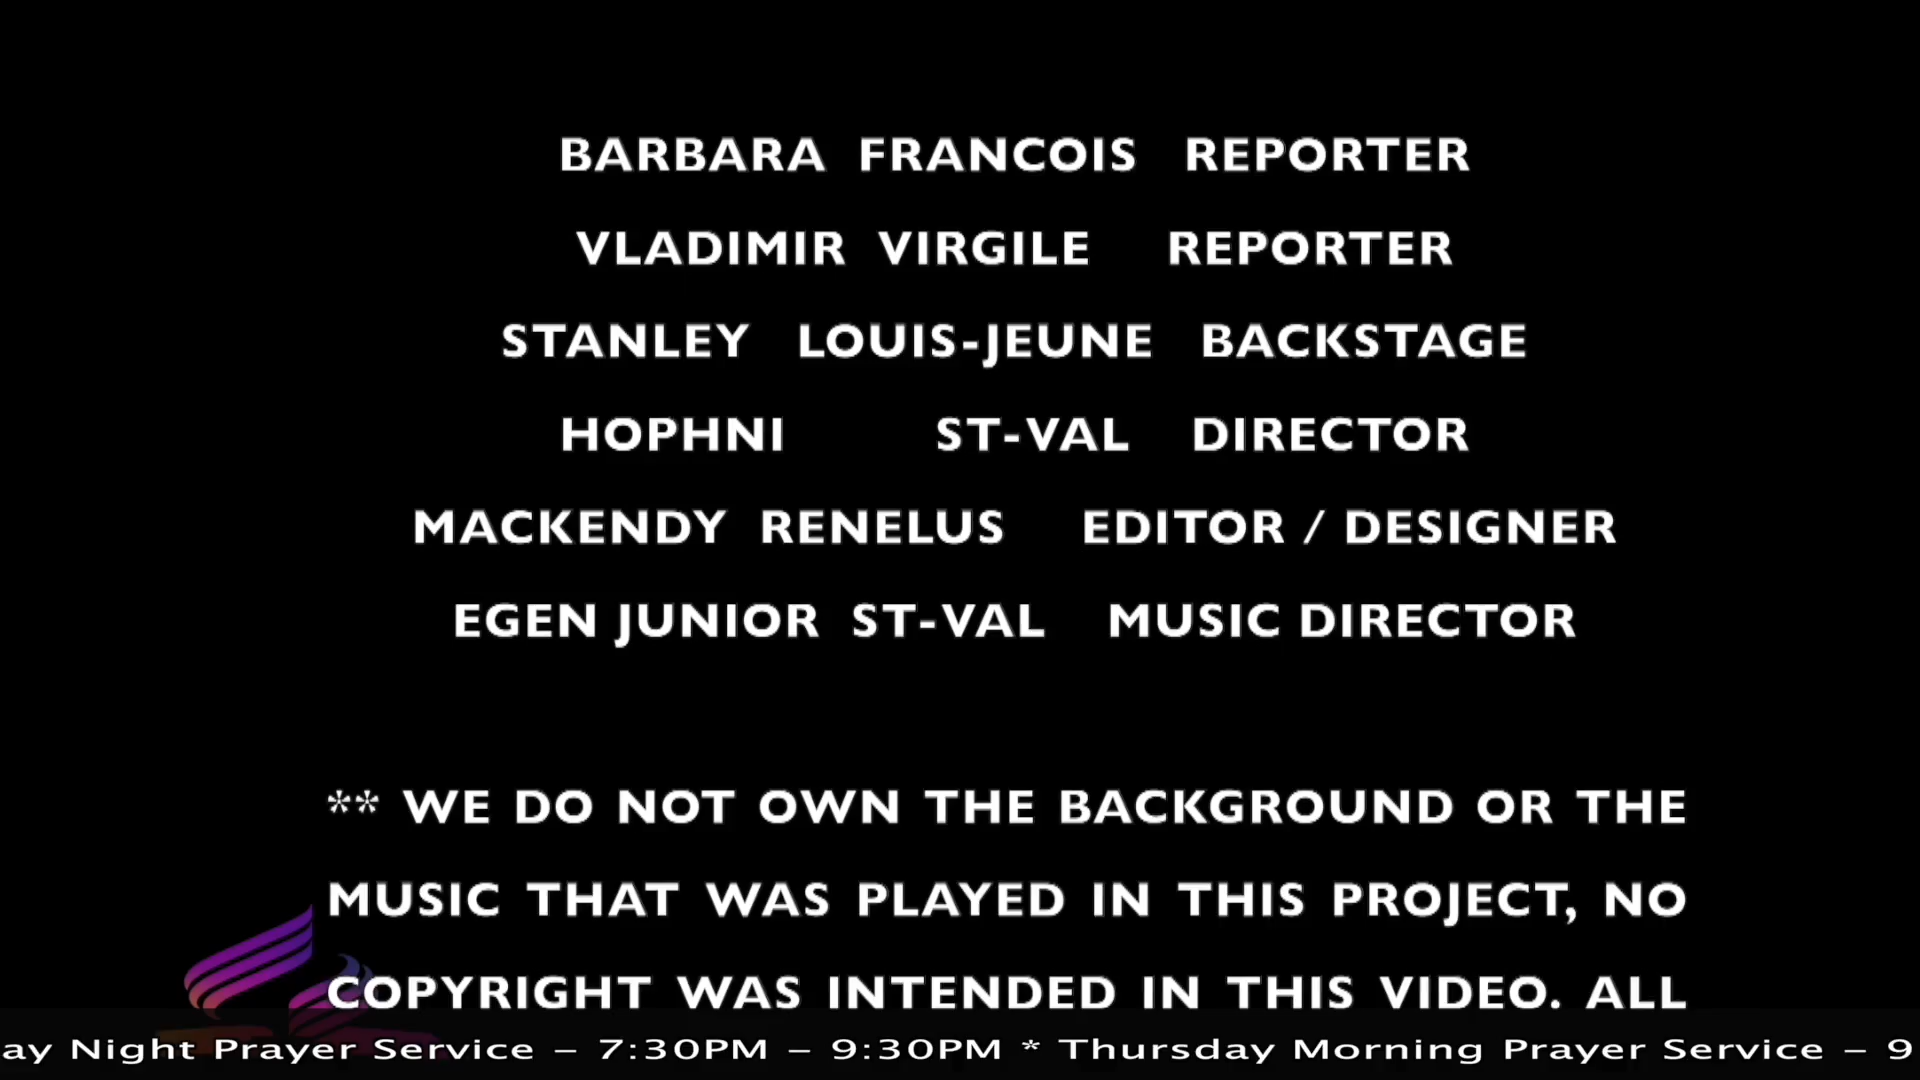 BARBARA FRANCOIS REPORTER
VLADIMIR VIRGILE REPORTER
STANLEY LOUIS-JEUNE BACKSTAGE
HOPHNI ST-VAL DIRECTOR
MACKENDY RENELUS EDITOR / DESIGNER
EGEN JUNIOR ST-VAL MUSIC DIRECTOR
** WE DO NOT OWN THE BACKGROUND OR THE
MUSIC THAT WAS PLAYED IN THIS PROJECT, NO
COPYRIGHT WAS INTENDED IN THIS VIDEO. ALL
ay Night Prayer Service – 7:30PM – 9:30PM * Thursday Morning Prayer Service – 9